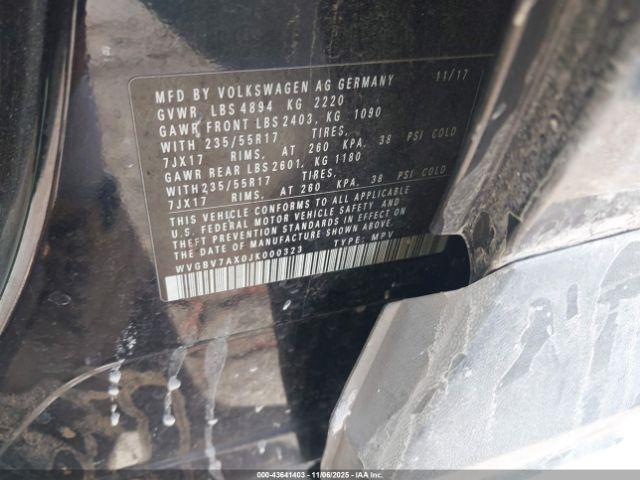 MFD BY VOLKSWAGEN AG GERMANY 11/17
GVWR LBS 4894 KG 2220
GAWR FRONT LBS 2403, KG 1090
WITH 235/55R17 TIRES,
7JX17 RIMS, AT 260 KPA, 38 PSI COLD
GAWR REAR LBS 2601, KG 1180
WITH 235/55R17 TIRES,
7JX17 RIMS, AT 260 KPA, 38 PSI COLD
THIS VEHICLE CONFORMS TO ALL APPLICABLE
U.S. FEDERAL MOTOR VEHICLE SAFETY AND
THEFT PREVENTION STANDARDS IN EFFECT ON
THE DATE OF MANUFACTURE SHOWN ABOVE
WVGBV7AX0JK000323 TYPE: MPV
000-43641403 - 11/06/2025 - IAA Inc. All Rights Reserved